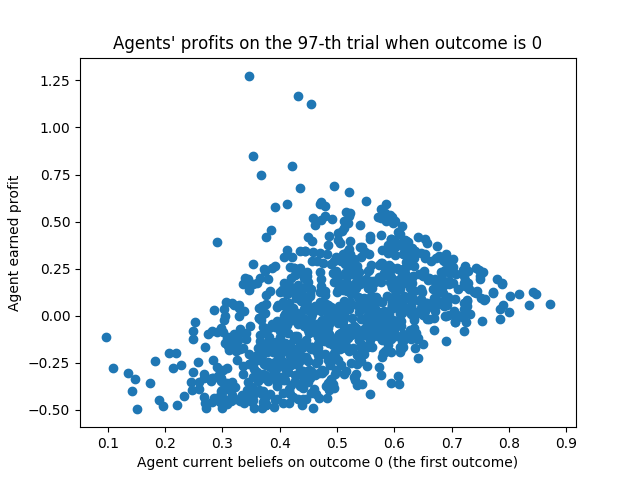 Agents' profits on the 97-th trial when outcome is 0
Agent earned profit
1.25
1.00
0.75
0.50
0.25
0.00
−0.25
−0.50
0.1 0.2 0.3 0.4 0.5 0.6 0.7 0.8 0.9
Agent current beliefs on outcome 0 (the first outcome)